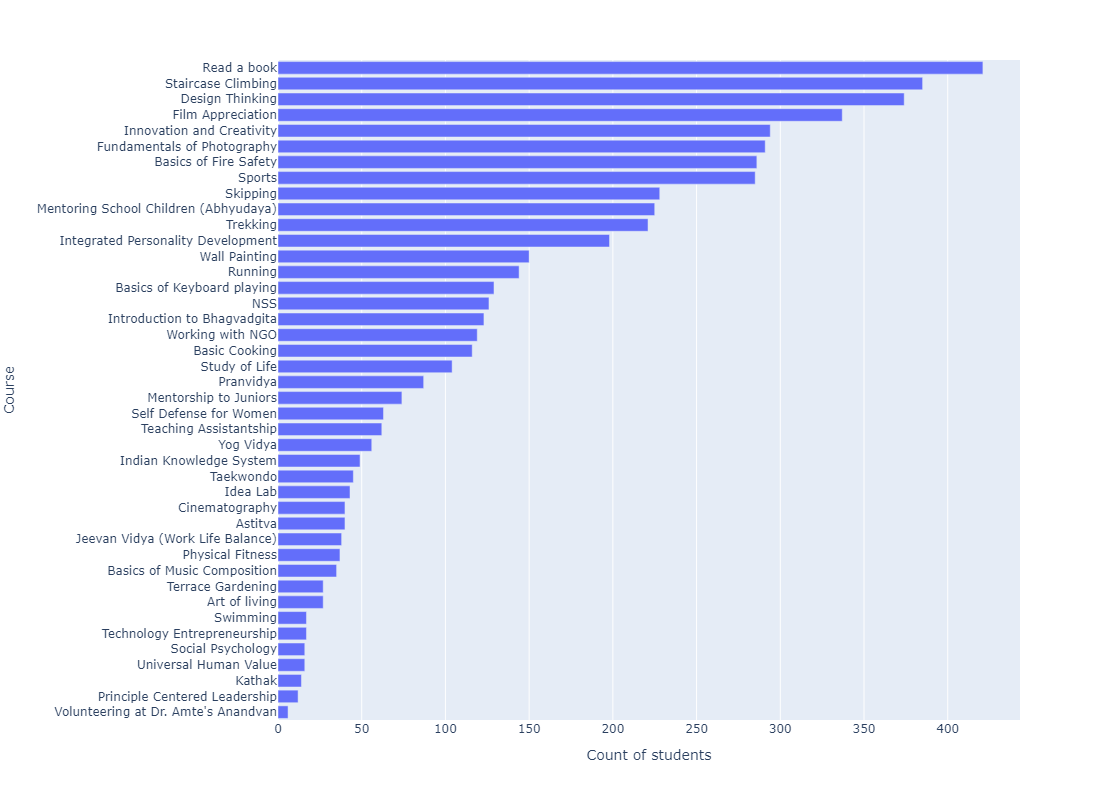 Read a book
Staircase Climbing
Design Thinking
Film Appreciation
Innovation and Creativity
Fundamentals of Photography
Basics of Fire Safety
Sports
Skipping
Mentoring School Children (Abhyudaya)
Trekking
Integrated Personality Development
Wall Painting
Running
Basics of Keyboard playing
NSS
Introduction to Bhagvadgita
Working with NGO
Basic Cooking
Study of Life
Pranvidya
Mentorship to Juniors
Self Defense for Women
Teaching Assistantship
Yog Vidya
Indian Knowledge System
Taekwondo
Idea Lab
Cinematography
Astitva
Jeevan Vidya (Work Life Balance)
Physical Fitness
Basics of Music Composition
Terrace Gardening
Art of living
Swimming
Technology Entrepreneurship
Social Psychology
Universal Human Value
Kathak
Principle Centered Leadership
Volunteering at Dr. Amte's Anandvan
Course
0 50 100 150 200 250 300 350 400
Count of students